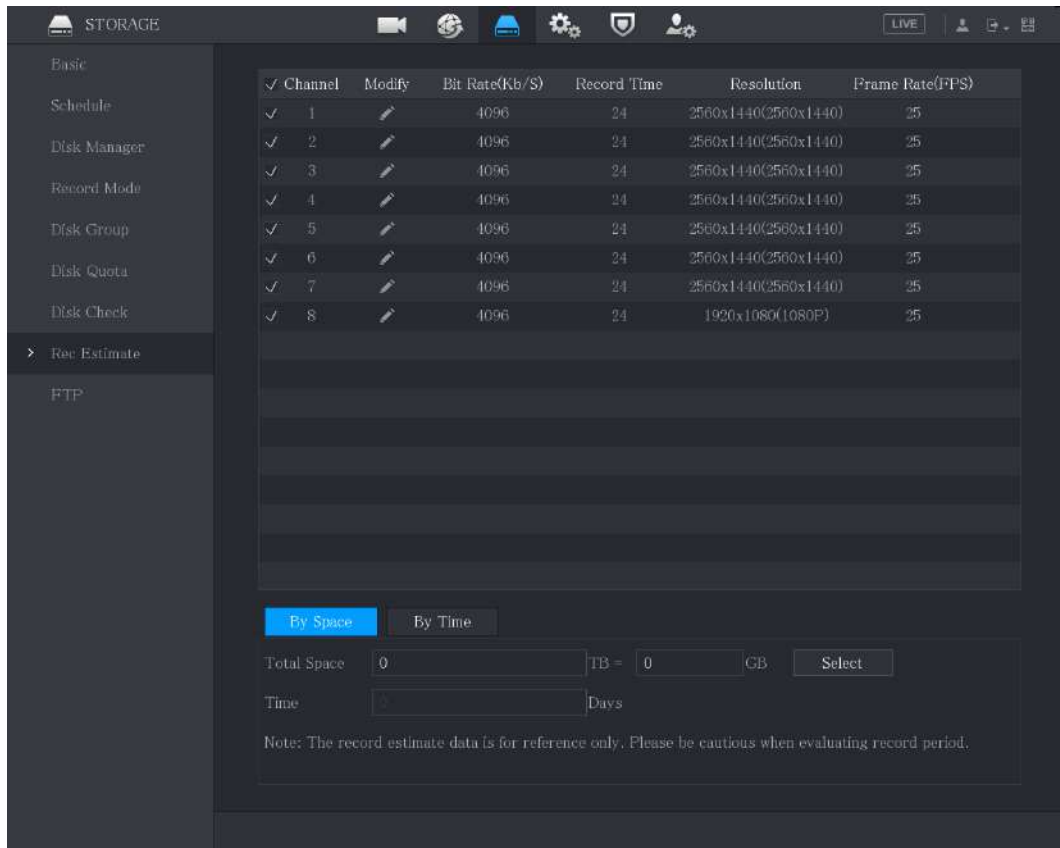 STORAGE
LIVE
Basic
Schedule
Disk Manager
Record Mode
Disk Group
Disk Quota
Disk Check
Rec Estimate
FTP
Channel Modify Bit Rate(Kb/S) Record Time Resolution Frame Rate(FPS)
1 4096 24 2560x1440(2560x1440) 25
2 4096 24 2560x1440(2560x1440) 25
3 4096 24 2560x1440(2560x1440) 25
4 4096 24 2560x1440(2560x1440) 25
5 4096 24 2560x1440(2560x1440) 25
6 4096 24 2560x1440(2560x1440) 25
7 4096 24 2560x1440(2560x1440) 25
8 4096 24 1920x1080(1080P) 25
By Space By Time
Total Space 0 TB = 0 GB Select
Time 0 Days
Note: The record estimate data is for reference only. Please be cautious when evaluating record period.